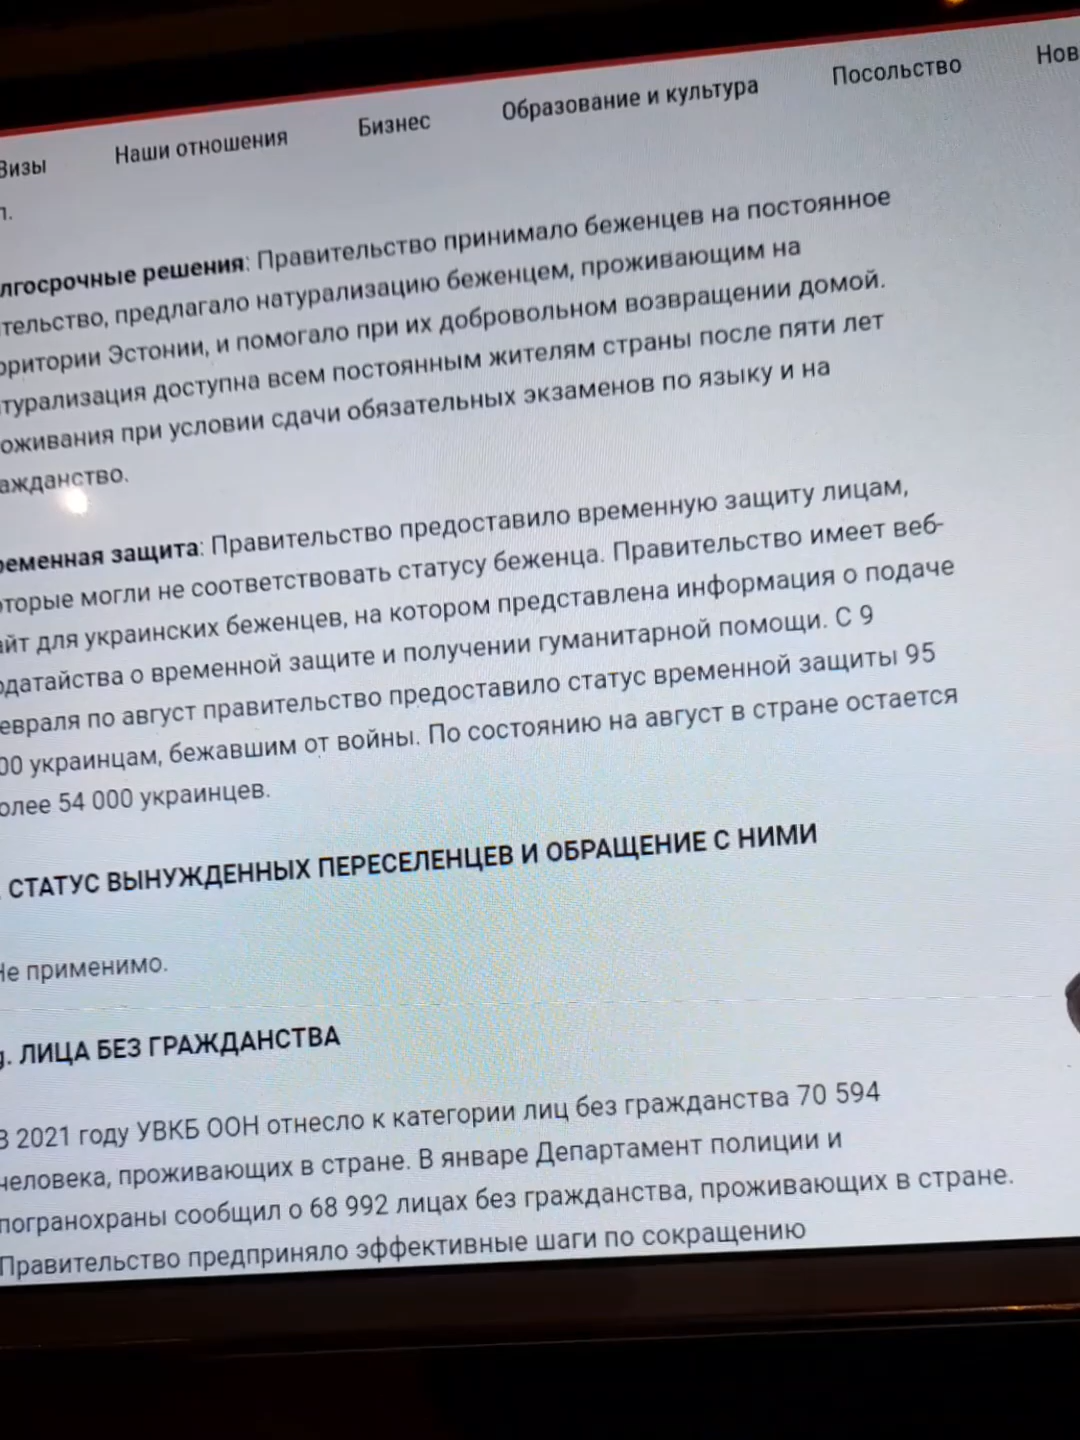 Визы Наши отношения Бизнес Образование и культура Посольство Нов
л.
лгосрочные решения: Правительство принимало беженцев на постоянное
тельство, предлагало натурализацию беженцем, проживающим на
рритории Эстонии, и помогало при их добровольном возвращении домой.
турализация доступна всем постоянным жителям страны после пяти лет
оживания при условии сдачи обязательных экзаменов по языку и на
ажданство.
ременная защита: Правительство предоставило временную защиту лицам,
оторые могли не соответствовать статусу беженца. Правительство имеет веб-
айт для украинских беженцев, на котором представлена информация о подаче
одатайства о временной защите и получении гуманитарной помощи. С 9
евраля по август правительство предоставило статус временной защиты 95
00 украинцам, бежавшим от войны. По состоянию на август в стране остается
олее 54 000 украинцев.
. СТАТУС ВЫНУЖДЕННЫХ ПЕРЕСЕЛЕНЦЕВ И ОБРАЩЕНИЕ С НИМИ
Не применимо.
g. ЛИЦА БЕЗ ГРАЖДАНСТВА
В 2021 году УВКБ ООН отнесло к категории лиц без гражданства 70 594
человека, проживающих в стране. В январе Департамент полиции и
погранохраны сообщил о 68 992 лицах без гражданства, проживающих в стране.
Правительство предприняло эффективные шаги по сокращению